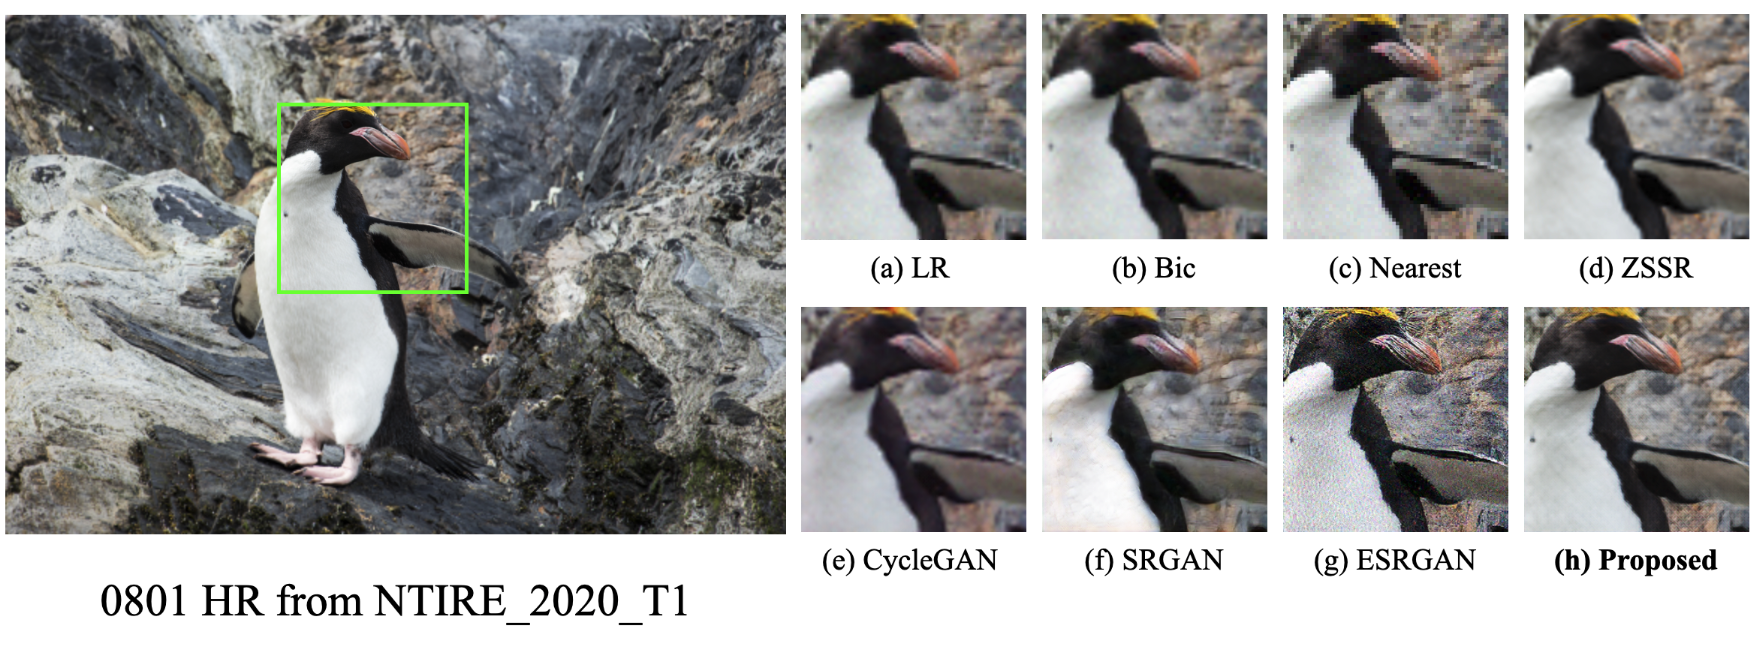 (a) LR
(b) Bic
(c) Nearest
(d) ZSSR
(e) CycleGAN
(f) SRGAN
(g) ESRGAN
(h) Proposed
0801 HR from NTIRE_2020_T1